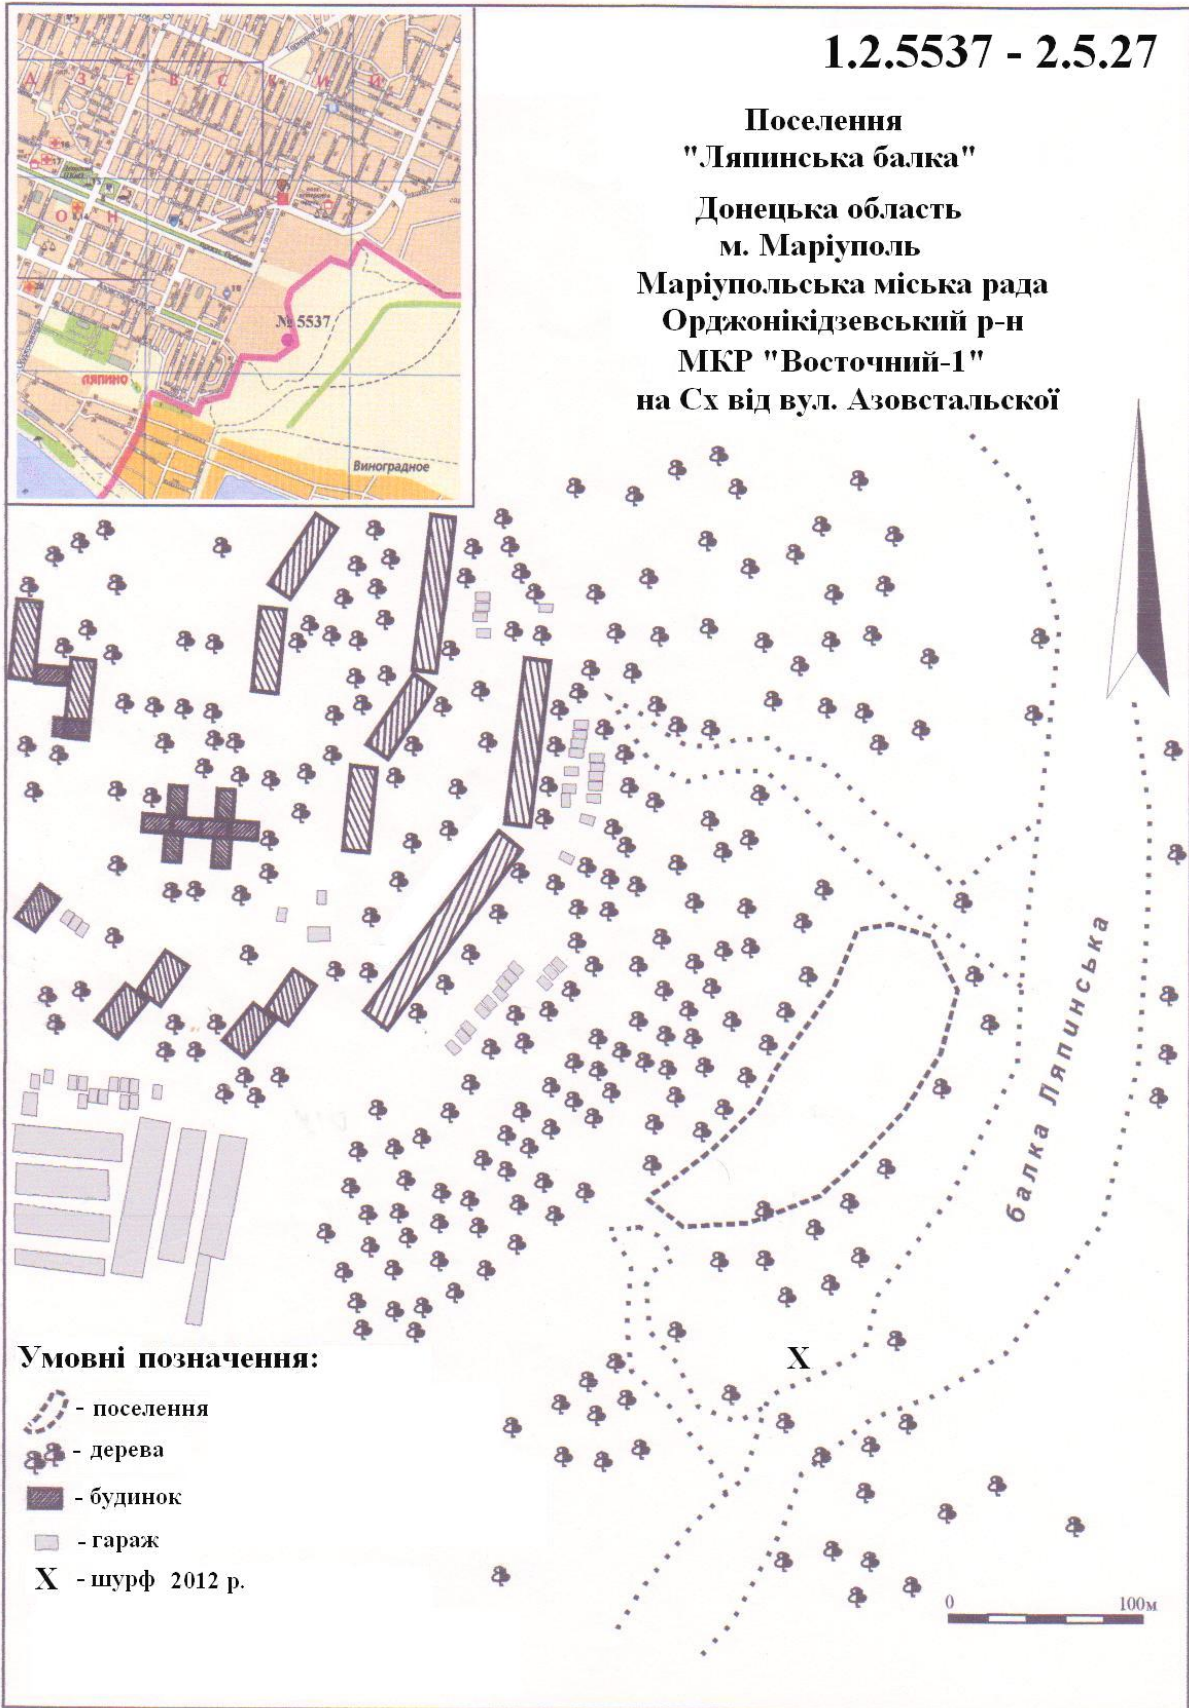 1.2.5537 - 2.5.27
Поселення
"Ляпинська балка"
Донецька область
м. Маріуполь
Маріупольська міська рада
Орджонікідзевський р-н
МКР "Восточний-1"
на Сх від вул. Азовстальскої
Д З Е В С К И Й
О Н
№ 5537
ЛЯПИНО
Виноградное
балка Ляпинська
X
Умовні позначення:
- поселення
- дерева
- будинок
- гараж
X - шурф 2012 р.
0 100м